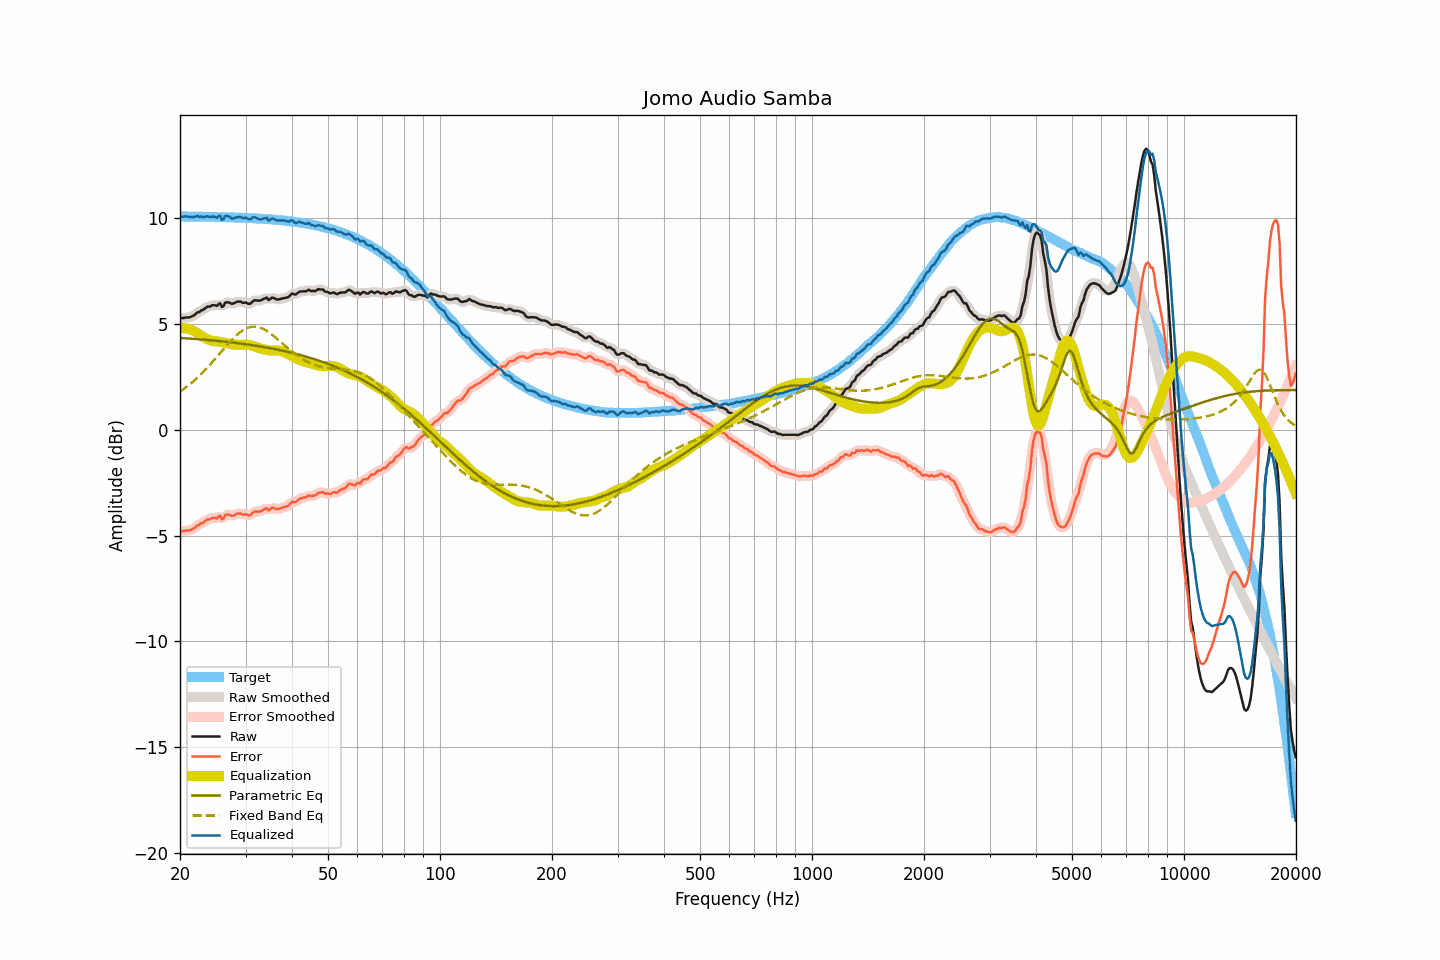 Jomo Audio Samba
Amplitude (dBr)
10
5
0
−5
−10
−15
−20
Target
Raw Smoothed
Error Smoothed
Raw
Error
Equalization
Parametric Eq
Fixed Band Eq
Equalized
20 50 100 200 500 1000 2000 5000 10000 20000
Frequency (Hz)